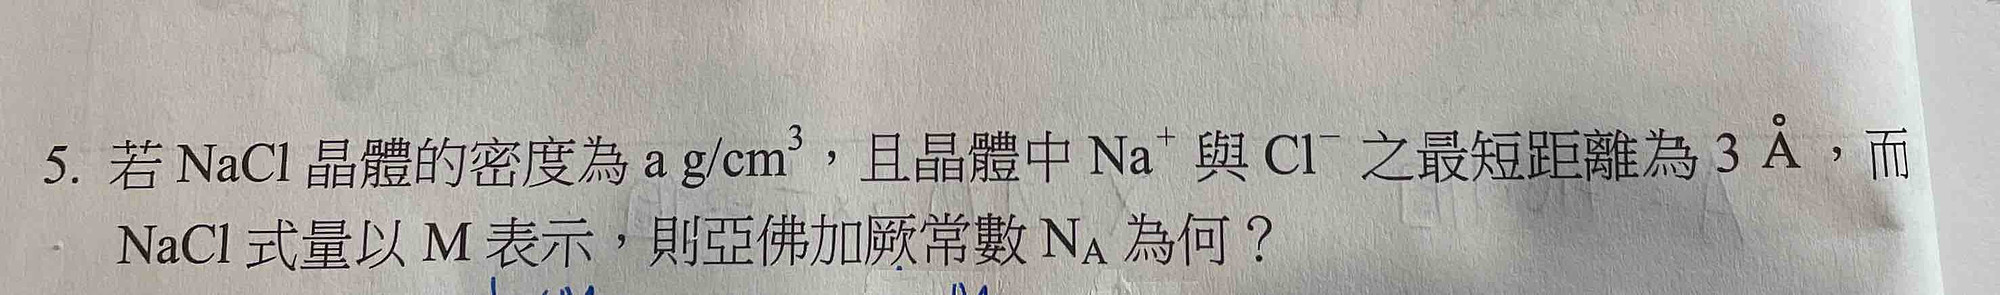 5. 若 NaCl 晶體的密度為 a g/cm³，且晶體中 Na⁺ 與 Cl⁻ 之最短距離為 3 Å，而
NaCl 式量以 M 表示，則亞佛加厥常數 N_A 為何？